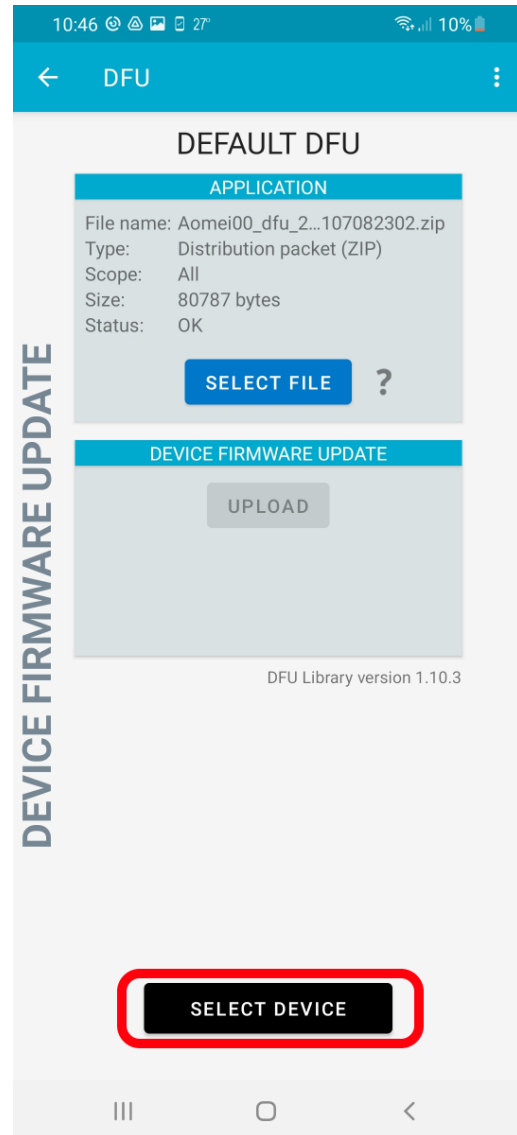 10:46 27° 10%
DFU
DEFAULT DFU
APPLICATION
File name: Aomei00_dfu_2...107082302.zip
Type: Distribution packet (ZIP)
Scope: All
Size: 80787 bytes
Status: OK
SELECT FILE ?
DEVICE FIRMWARE UPDATE
UPLOAD
DFU Library version 1.10.3
DEVICE FIRMWARE UPDATE
SELECT DEVICE